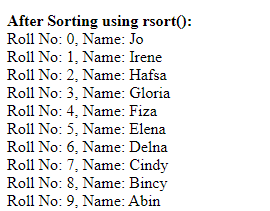 After Sorting using rsort():
Roll No: 0, Name: Jo
Roll No: 1, Name: Irene
Roll No: 2, Name: Hafsa
Roll No: 3, Name: Gloria
Roll No: 4, Name: Fiza
Roll No: 5, Name: Elena
Roll No: 6, Name: Delna
Roll No: 7, Name: Cindy
Roll No: 8, Name: Bincy
Roll No: 9, Name: Abin